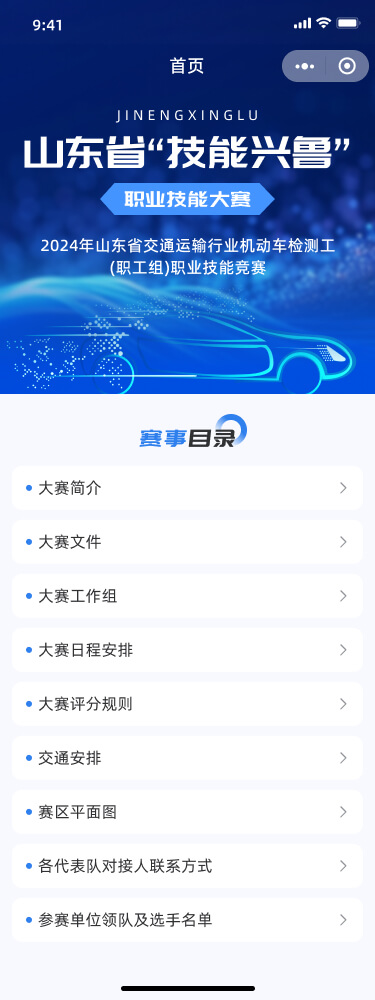 9:41
首页
JINENGXINGLU
山东省“技能兴鲁”
职业技能大赛
2024年山东省交通运输行业机动车检测工
(职工组)职业技能竞赛
赛事目录
大赛简介
大赛文件
大赛工作组
大赛日程安排
大赛评分规则
交通安排
赛区平面图
各代表队对接人联系方式
参赛单位领队及选手名单